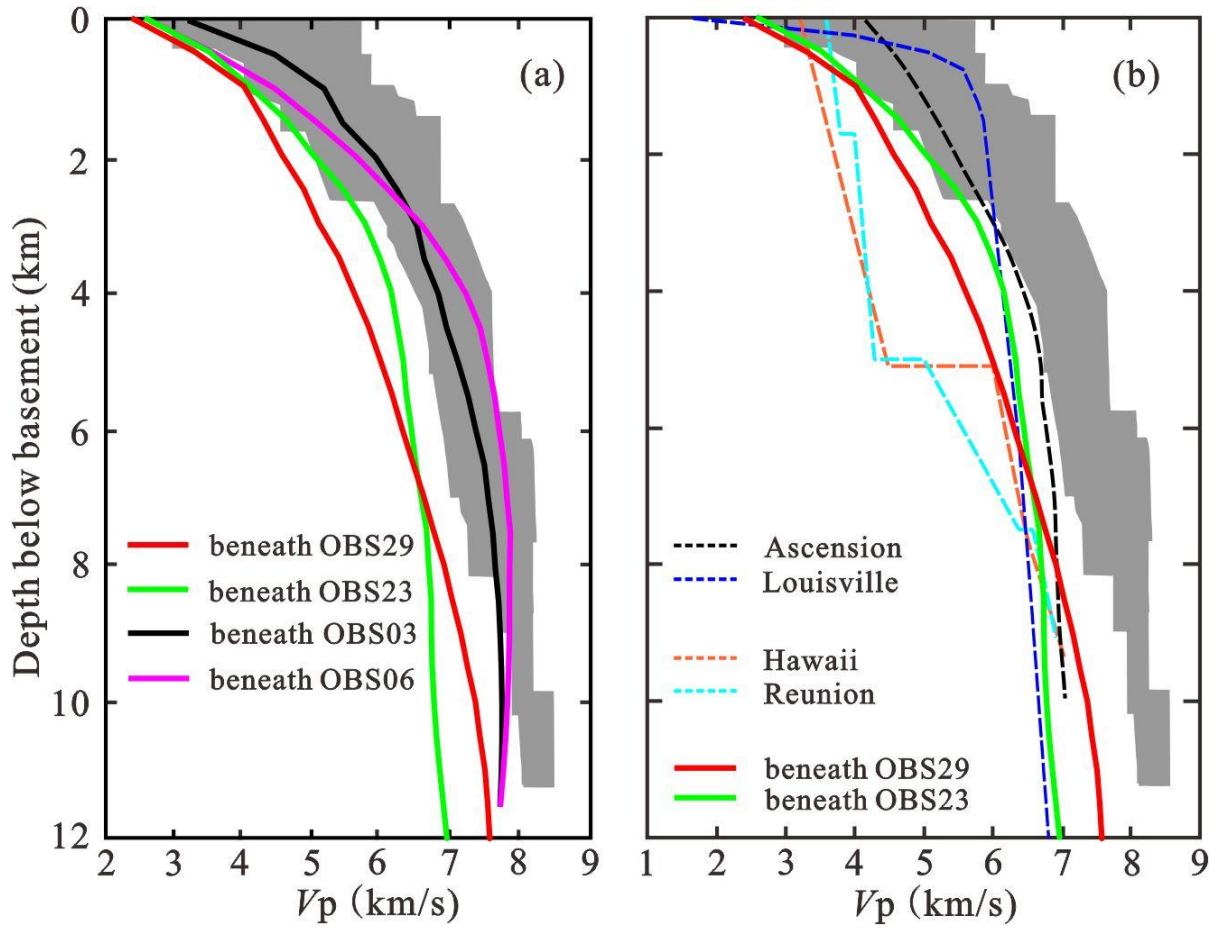 (a)
0
2
4
6
8
10
12
Depth below basement (km)
beneath OBS29
beneath OBS23
beneath OBS03
beneath OBS06
2 3 4 5 6 7 8 9
Vp (km/s)
(b)
Ascension
Louisville
Hawaii
Reunion
beneath OBS29
beneath OBS23
1 2 3 4 5 6 7 8 9
Vp (km/s)